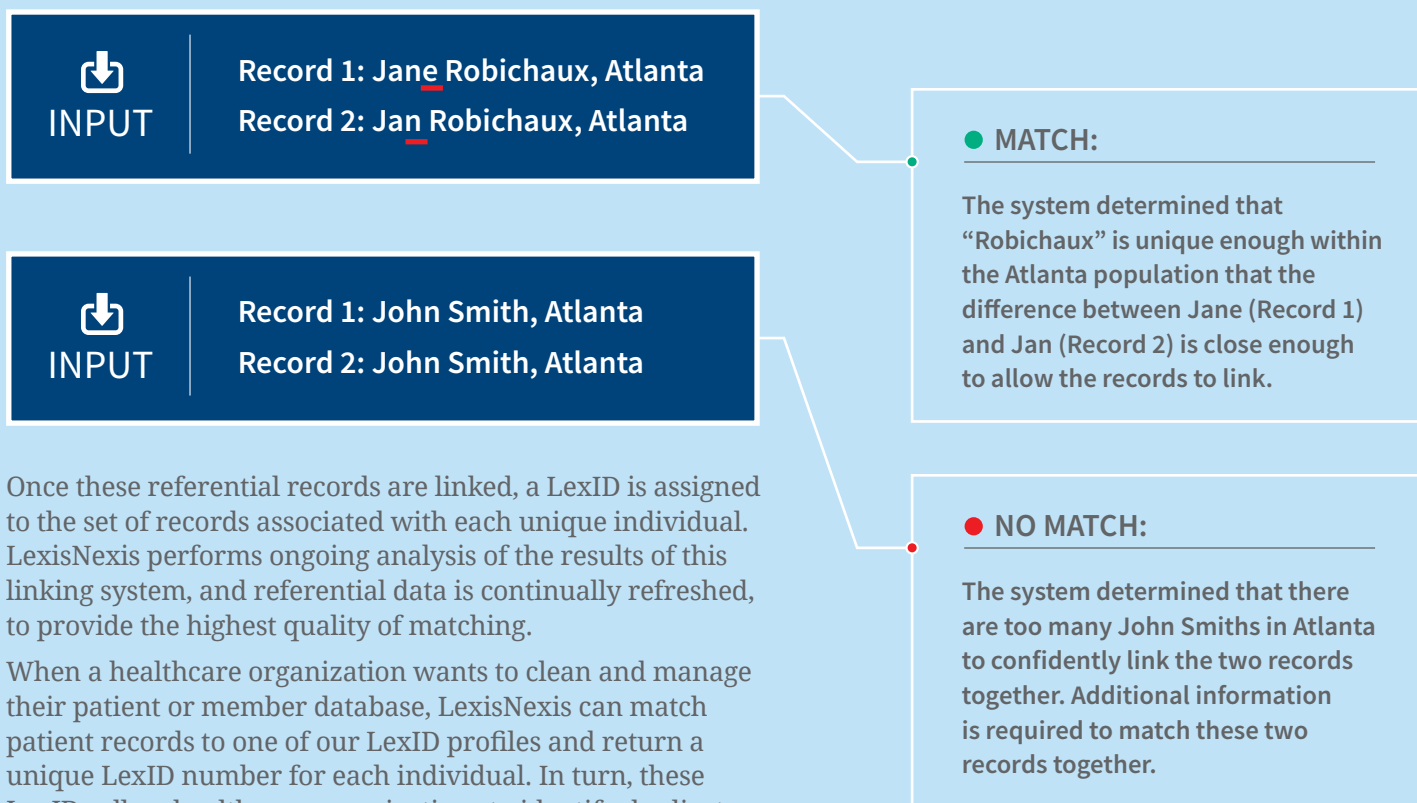 INPUT
Record 1: Jane Robichaux, Atlanta
Record 2: Jan Robichaux, Atlanta
MATCH:
The system determined that
“Robichaux” is unique enough within
the Atlanta population that the
difference between Jane (Record 1)
and Jan (Record 2) is close enough
to allow the records to link.
INPUT
Record 1: John Smith, Atlanta
Record 2: John Smith, Atlanta
NO MATCH:
The system determined that there
are too many John Smiths in Atlanta
to confidently link the two records
together. Additional information
is required to match these two
records together.
Once these referential records are linked, a LexID is assigned
to the set of records associated with each unique individual.
LexisNexis performs ongoing analysis of the results of this
linking system, and referential data is continually refreshed,
to provide the highest quality of matching.
When a healthcare organization wants to clean and manage
their patient or member database, LexisNexis can match
patient records to one of our LexID profiles and return a
unique LexID number for each individual. In turn, these